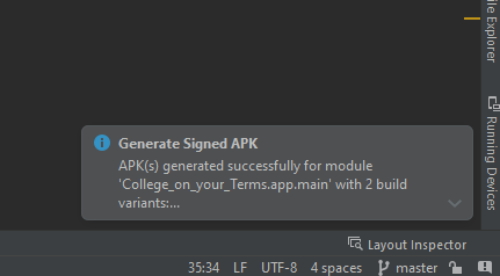 ile Explorer
Running Devices
Generate Signed APK
APK(s) generated successfully for module
'College_on_your_Terms.app.main' with 2 build
variants:...
Layout Inspector
35:34 LF UTF-8 4 spaces master